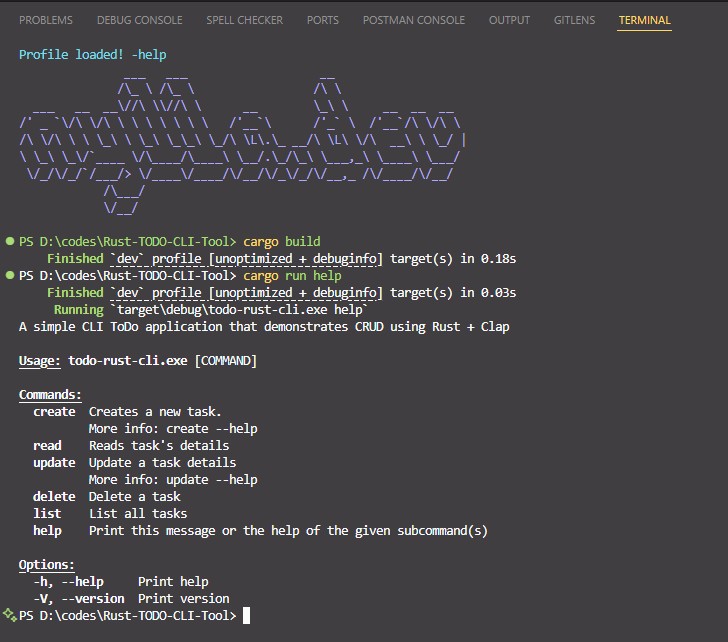 PROBLEMS DEBUG CONSOLE SPELL CHECKER PORTS POSTMAN CONSOLE OUTPUT GITLENS TERMINAL
Profile loaded! -help
PS D:\codes\Rust-TODO-CLI-Tool> cargo build
Finished `dev` profile [unoptimized + debuginfo] target(s) in 0.18s
PS D:\codes\Rust-TODO-CLI-Tool> cargo run help
Finished `dev` profile [unoptimized + debuginfo] target(s) in 0.03s
Running `target\debug\todo-rust-cli.exe help`
A simple CLI ToDo application that demonstrates CRUD using Rust + Clap
Usage: todo-rust-cli.exe [COMMAND]
Commands:
create Creates a new task.
More info: create --help
read Reads task's details
update Update a task details
More info: update --help
delete Delete a task
list List all tasks
help Print this message or the help of the given subcommand(s)
Options:
-h, --help Print help
-V, --version Print version
PS D:\codes\Rust-TODO-CLI-Tool>